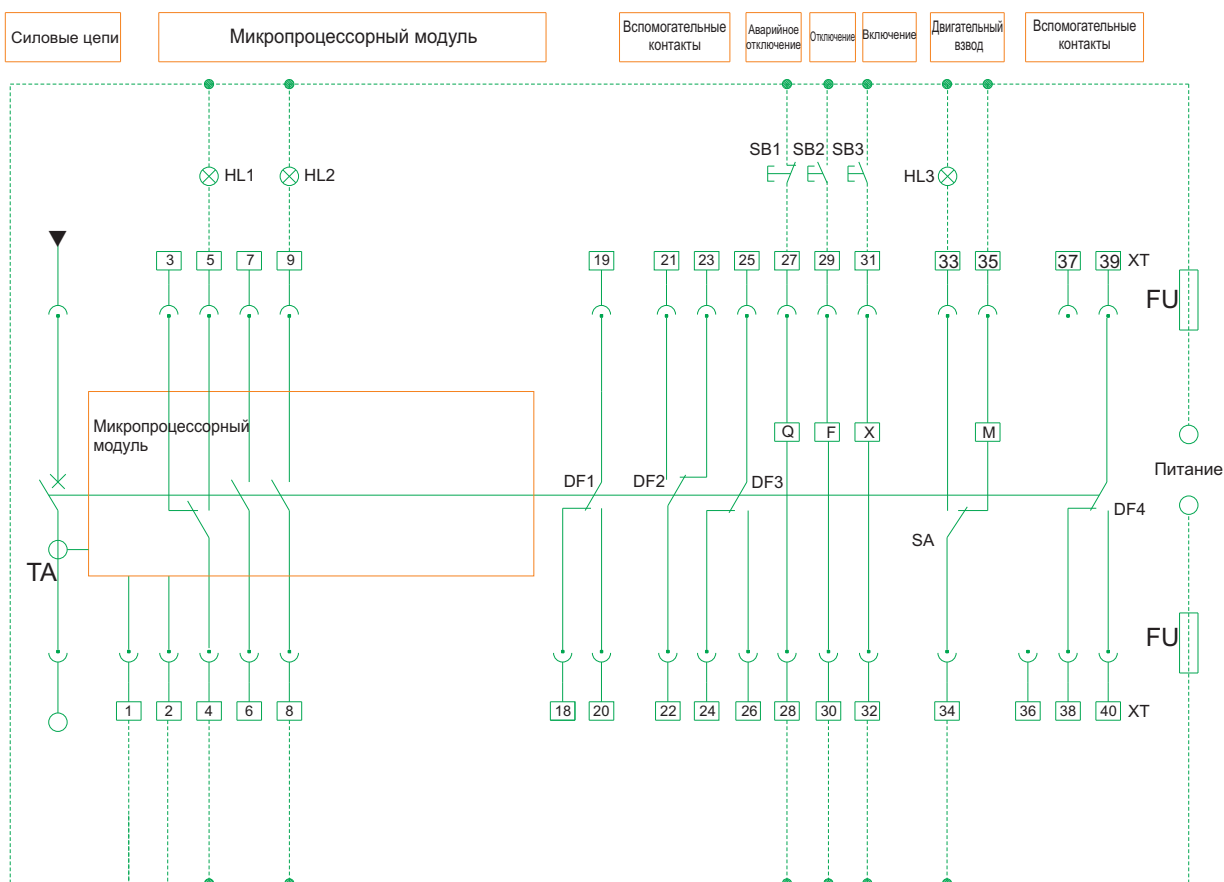 Силовые цепи
Микропроцессорный модуль
Вспомогательные
контакты
Аварийное
отключение
Отключение
Включение
Двигательный
взвод
Вспомогательные
контакты
SB1 SB2 SB3
HL1
HL2
HL3
3 5 7 9 19 21 23 25 27 29 31 33 35 37 39 XT
FU
Микропроцессорный
модуль
Q F X M
Питание
DF1
DF2
DF3
DF4
SA
TA
FU
1 2 4 6 8 18 20 22 24 26 28 30 32 34 36 38 40 XT